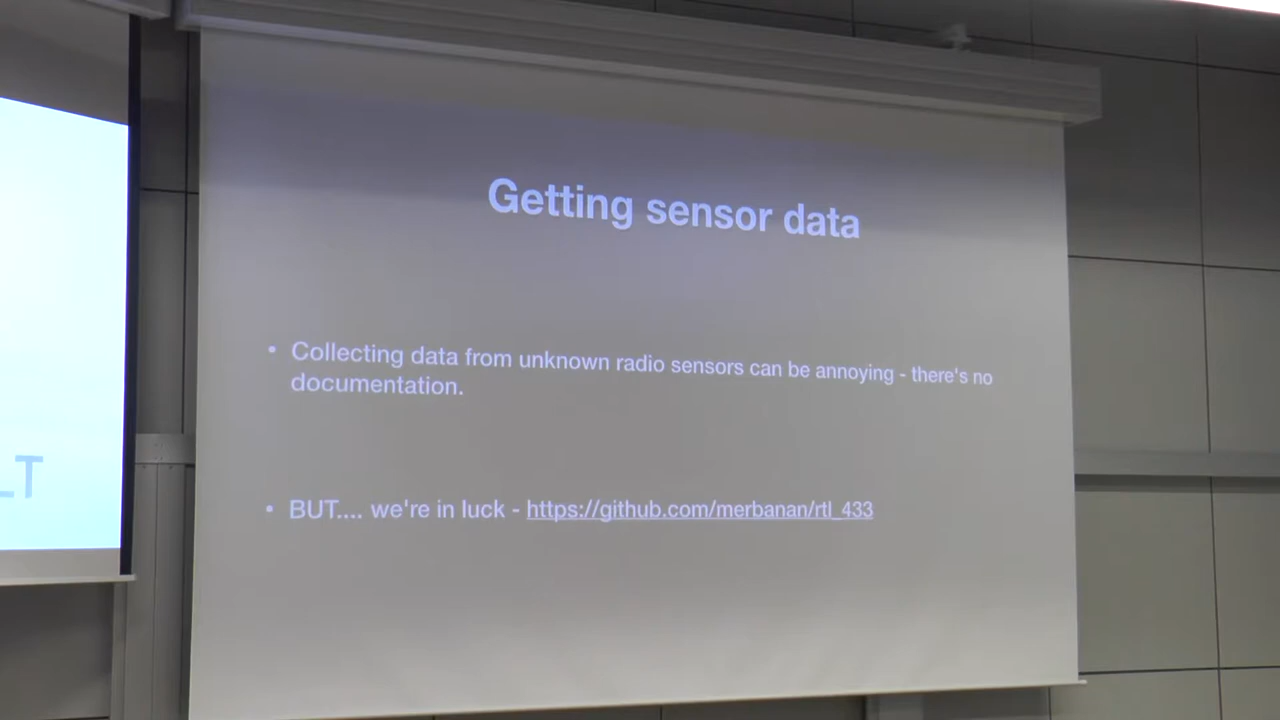 Getting sensor data
• Collecting data from unknown radio sensors can be annoying - there's no
documentation.
• BUT.... we're in luck - https://github.com/merbanan/rtl_433
LT